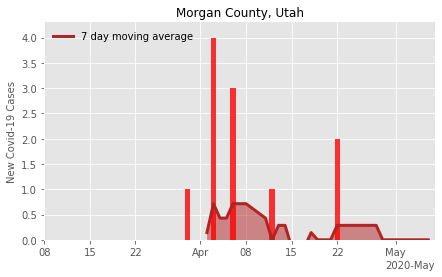 Morgan County, Utah
7 day moving average
New Covid-19 Cases
4.0
3.5
3.0
2.5
2.0
1.5
1.0
0.5
0.0
08 15 22 Apr 08 15 22 May
2020-May